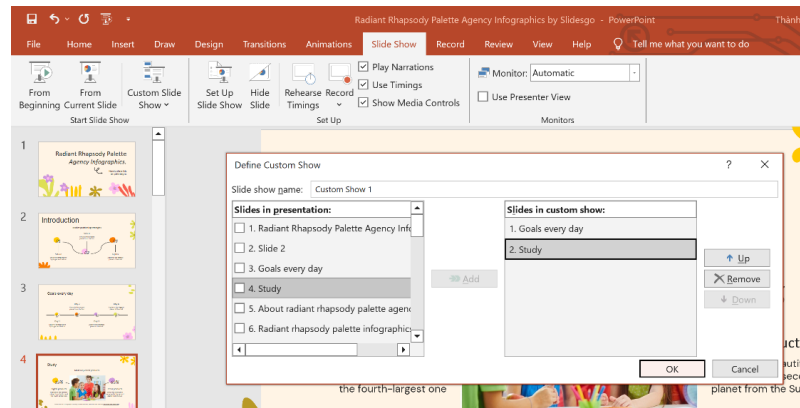 Radiant Rhapsody Palette Agency Infographics by Slidesgo - PowerPoint
Thành
File Home Insert Draw Design Transitions Animations Slide Show Record Review View Help Tell me what you want to do
From Beginning
From Current Slide
Custom Slide Show
Start Slide Show
Set Up Slide Show
Hide Slide
Rehearse Timings
Record
Play Narrations
Use Timings
Show Media Controls
Set Up
Monitor: Automatic
Use Presenter View
Monitors
1
Radiant Rhapsody Palette
Agency Infographics.
2
Introduction
3
Goals every day
4
Study
Define Custom Show
?
Slide show name: Custom Show 1
Slides in presentation:
1. Radiant Rhapsody Palette Agency Info
2. Slide 2
3. Goals every day
4. Study
5. About radiant rhapsody palette agen
6. Radiant rhapsody palette infographic
Add
Slides in custom show:
1. Goals every day
2. Study
Up
Remove
Down
OK
Cancel
the fourth-largest one
planet from the Su